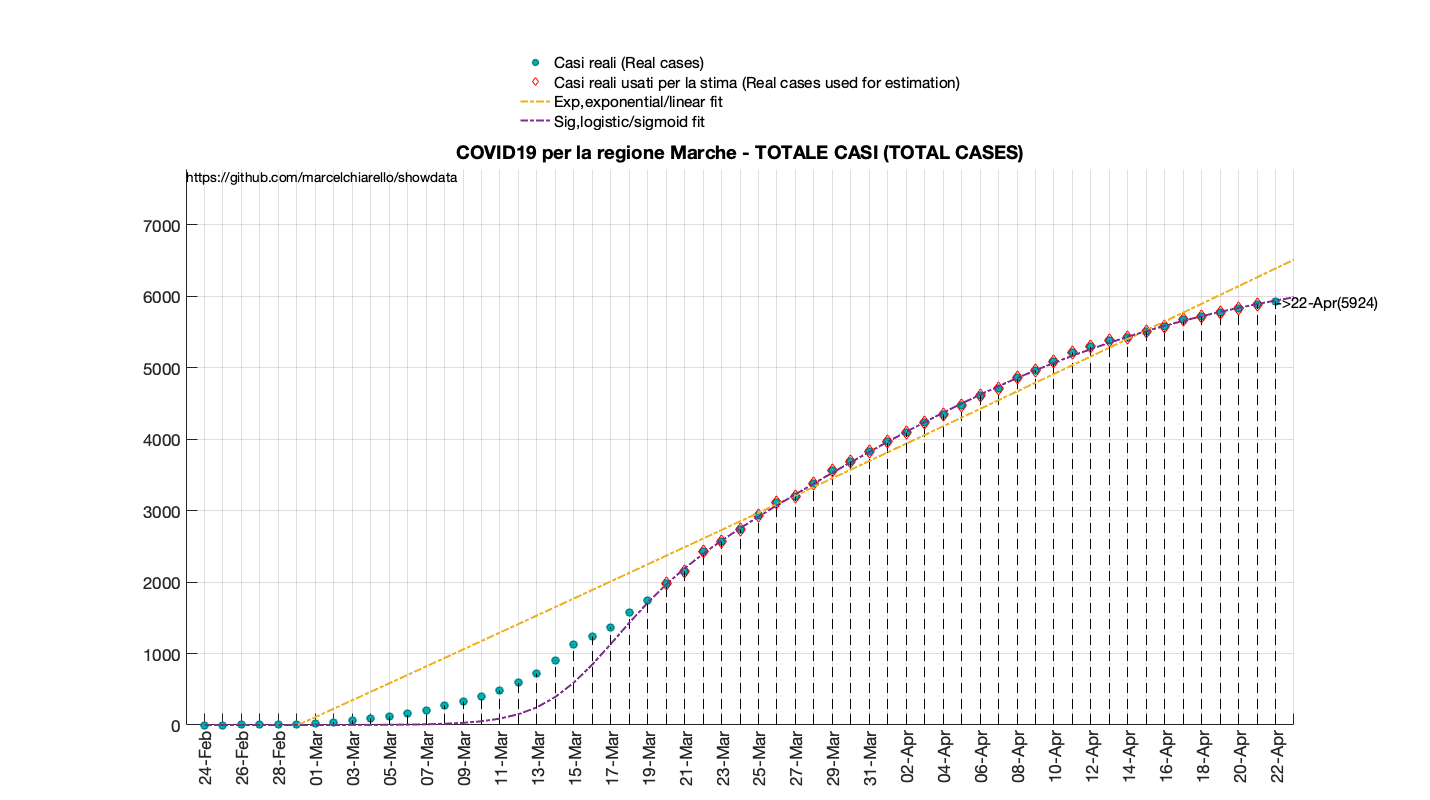 Casi reali (Real cases)
Casi reali usati per la stima (Real cases used for estimation)
Exp,exponential/linear fit
Sig,logistic/sigmoid fit
COVID19 per la regione Marche - TOTALE CASI (TOTAL CASES)
https://github.com/marcelchiarello/showdata
7000
6000
5000
4000
3000
2000
1000
0
->22-Apr(5924)
24-Feb
26-Feb
28-Feb
01-Mar
03-Mar
05-Mar
07-Mar
09-Mar
11-Mar
13-Mar
15-Mar
17-Mar
19-Mar
21-Mar
23-Mar
25-Mar
27-Mar
29-Mar
31-Mar
02-Apr
04-Apr
06-Apr
08-Apr
10-Apr
12-Apr
14-Apr
16-Apr
18-Apr
20-Apr
22-Apr